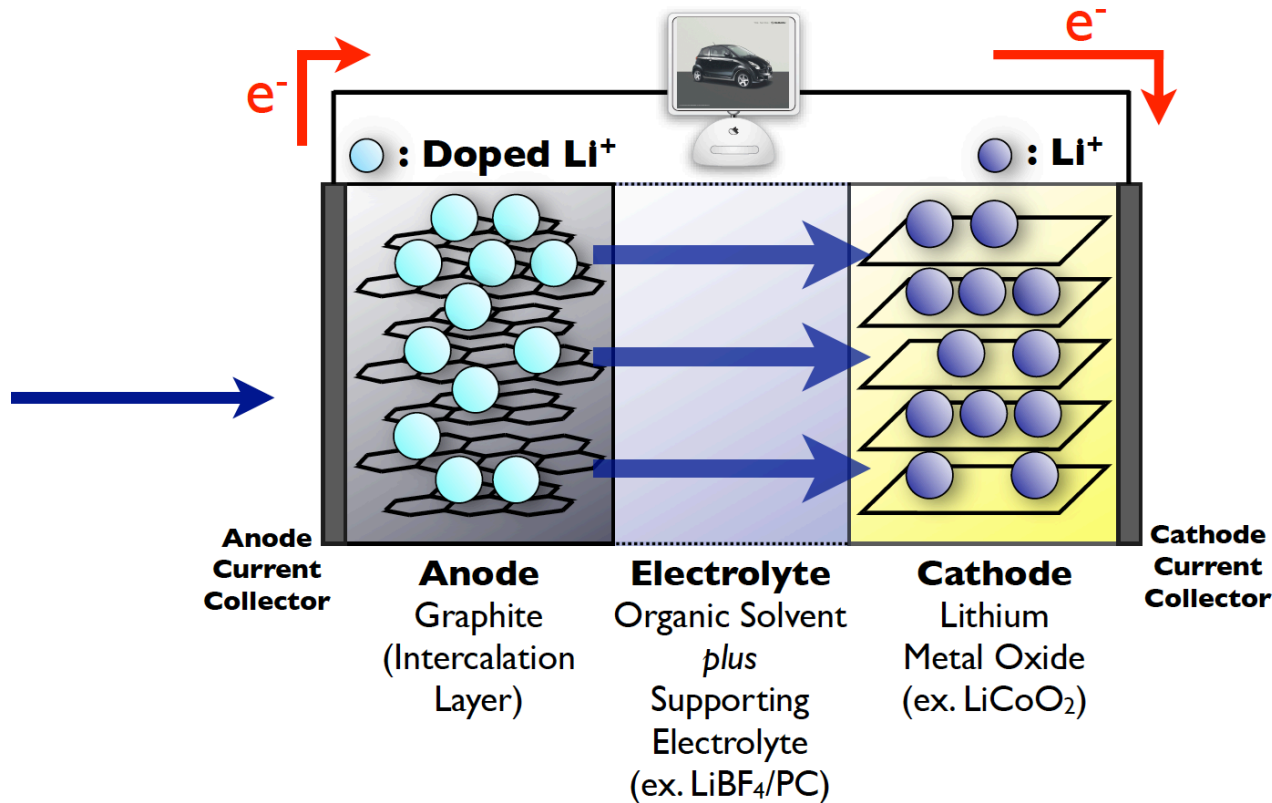 e⁻
e⁻
: Doped Li⁺
: Li⁺
Anode
Current
Collector
Anode
Graphite
(Intercalation
Layer)
Electrolyte
Organic Solvent
plus
Supporting
Electrolyte
(ex. LiBF₄/PC)
Cathode
Lithium
Metal Oxide
(ex. LiCoO₂)
Cathode
Current
Collector